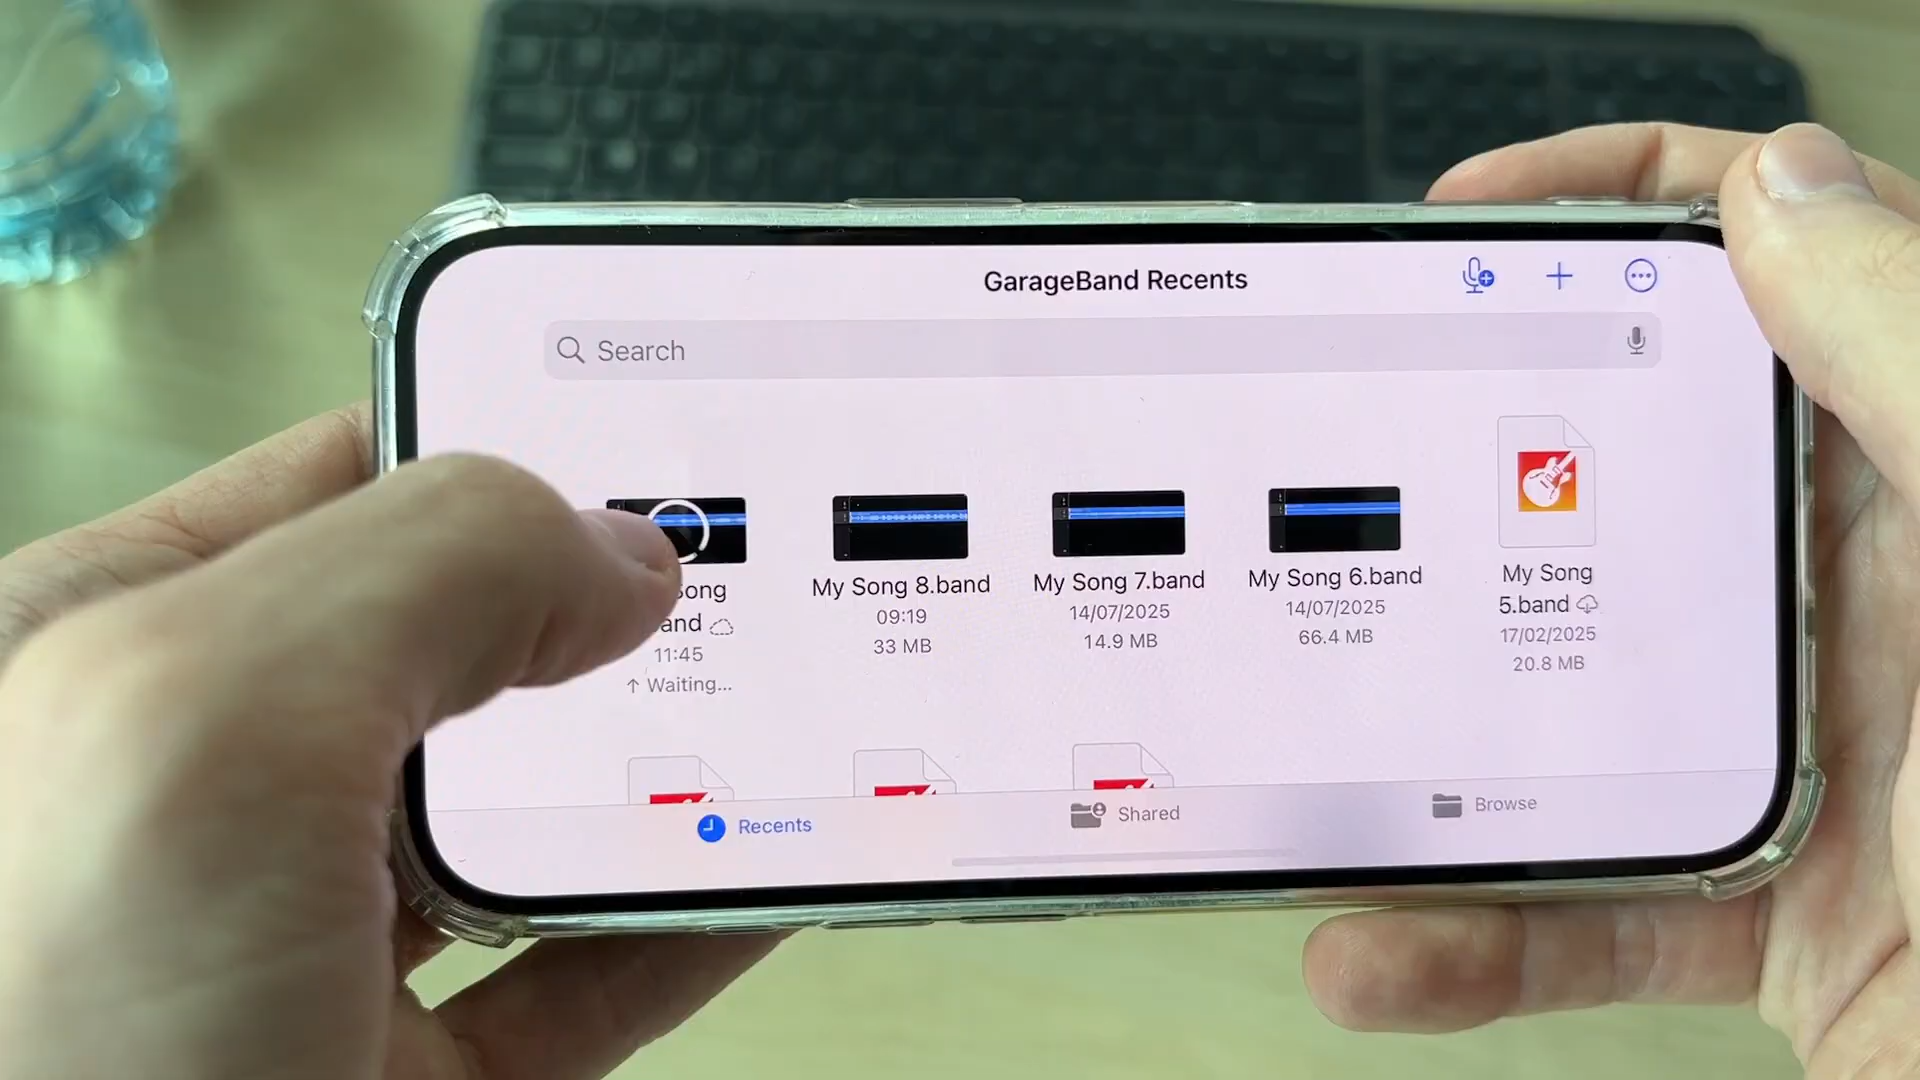 GarageBand Recents
Search
ong
and
11:45
↑ Waiting...
My Song 8.band
09:19
33 MB
My Song 7.band
14/07/2025
14.9 MB
My Song 6.band
14/07/2025
66.4 MB
My Song
5.band
17/02/2025
20.8 MB
Recents
Shared
Browse